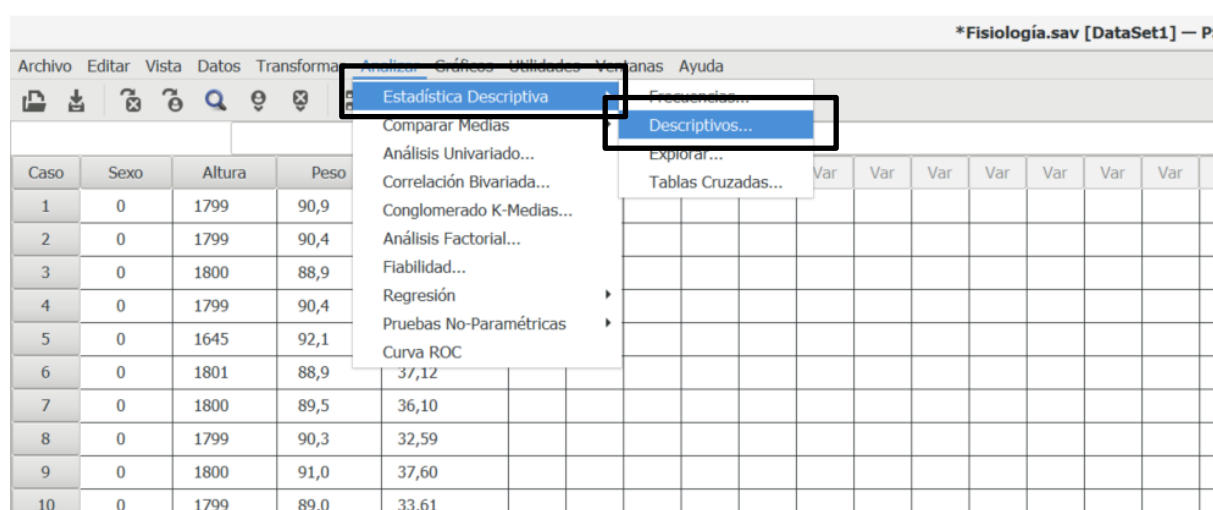 *Fisiología.sav [DataSet1] —
Archivo Editar Vista Datos Transformar Analizar Gráficos Utilidades Ventanas Ayuda
Estadística Descriptiva
Frecuencias...
Descriptivos...
Explorar...
Tablas Cruzadas...
Comparar Medias
Análisis Univariado...
Correlación Bivariada...
Conglomerado K-Medias...
Análisis Factorial...
Fiabilidad...
Regresión
Pruebas No-Paramétricas
Curva ROC
Caso Sexo Altura Peso Var Var Var Var Var Var Var
1 0 1799 90,9
2 0 1799 90,4
3 0 1800 88,9
4 0 1799 90,4
5 0 1645 92,1
6 0 1801 88,9 37,12
7 0 1800 89,5 36,10
8 0 1799 90,3 32,59
9 0 1800 91,0 37,60
10 0 1799 89,0 33,61